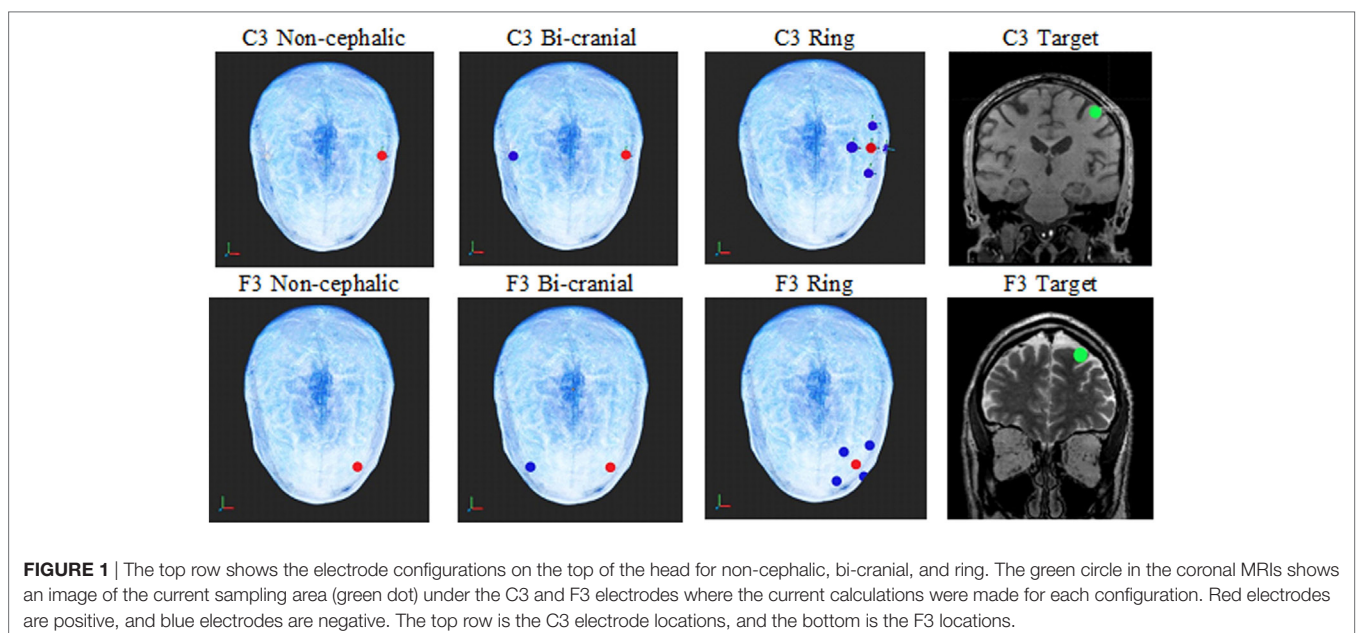 C3 Non-cephalic C3 Bi-cranial C3 Ring C3 Target
F3 Non-cephalic F3 Bi-cranial F3 Ring F3 Target
FIGURE 1 | The top row shows the electrode configurations on the top of the head for non-cephalic, bi-cranial, and ring. The green circle in the coronal MRIs shows
an image of the current sampling area (green dot) under the C3 and F3 electrodes where the current calculations were made for each configuration. Red electrodes
are positive, and blue electrodes are negative. The top row is the C3 electrode locations, and the bottom is the F3 locations.